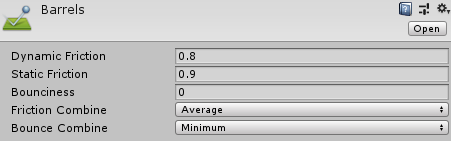 Barrels
Open
Dynamic Friction 0.8
Static Friction 0.9
Bounciness 0
Friction Combine Average
Bounce Combine Minimum